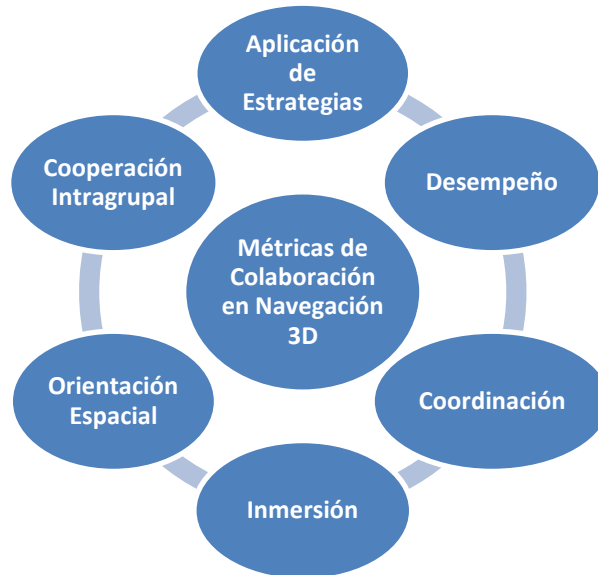 Aplicación
de
Estrategias
Desempeño
Coordinación
Inmersión
Orientación
Espacial
Cooperación
Intragrupal
Métricas de
Colaboración
en Navegación
3D